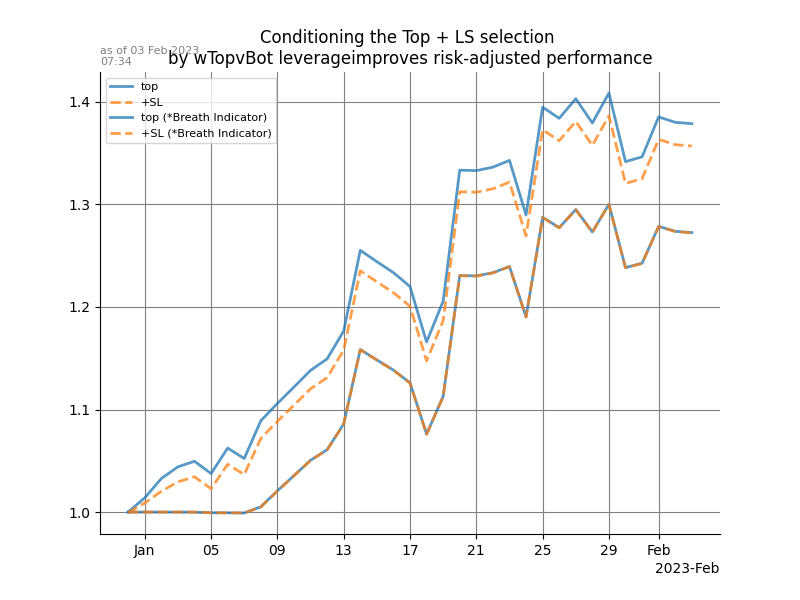 Conditioning the Top + LS selection
by wTopvBot leverageimproves risk-adjusted performance
as of 03 Feb 2023
07:34
top
+SL
top (*Breath Indicator)
+SL (*Breath Indicator)
1.4
1.3
1.2
1.1
1.0
Jan 05 09 13 17 21 25 29 Feb
2023-Feb